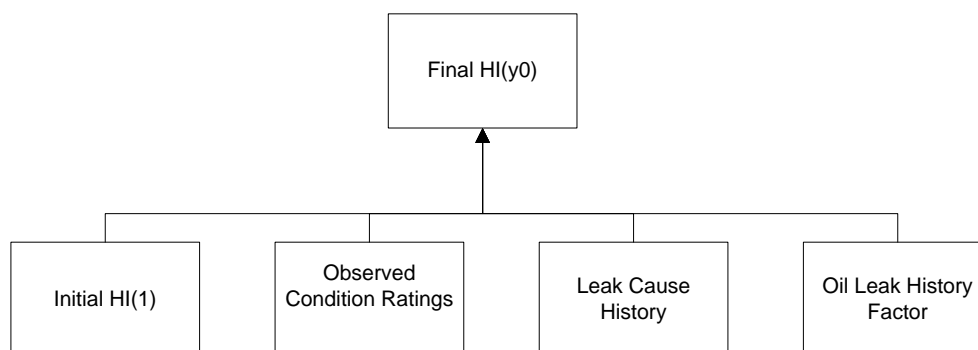 Final HI(y0)
Initial HI(1)
Observed
Condition Ratings
Leak Cause
History
Oil Leak History
Factor